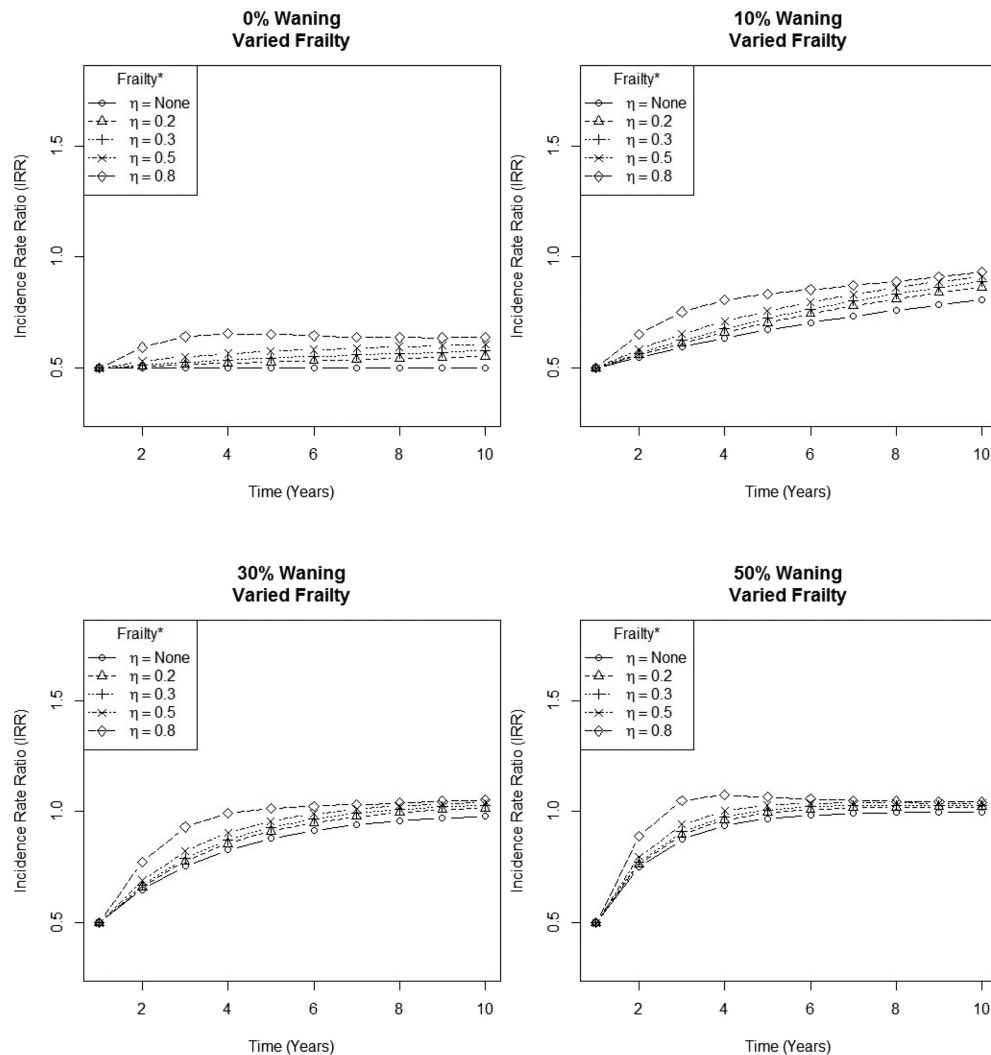 0% Waning
Varied Frailty
Frailty*
η = None
η = 0.2
η = 0.3
η = 0.5
η = 0.8
Incidence Rate Ratio (IRR)
1.5
1.0
0.5
2 4 6 8 10
Time (Years)
10% Waning
Varied Frailty
Frailty*
η = None
η = 0.2
η = 0.3
η = 0.5
η = 0.8
Incidence Rate Ratio (IRR)
1.5
1.0
0.5
2 4 6 8 10
Time (Years)
30% Waning
Varied Frailty
Frailty*
η = None
η = 0.2
η = 0.3
η = 0.5
η = 0.8
Incidence Rate Ratio (IRR)
1.5
1.0
0.5
2 4 6 8 10
Time (Years)
50% Waning
Varied Frailty
Frailty*
η = None
η = 0.2
η = 0.3
η = 0.5
η = 0.8
Incidence Rate Ratio (IRR)
1.5
1.0
0.5
2 4 6 8 10
Time (Years)